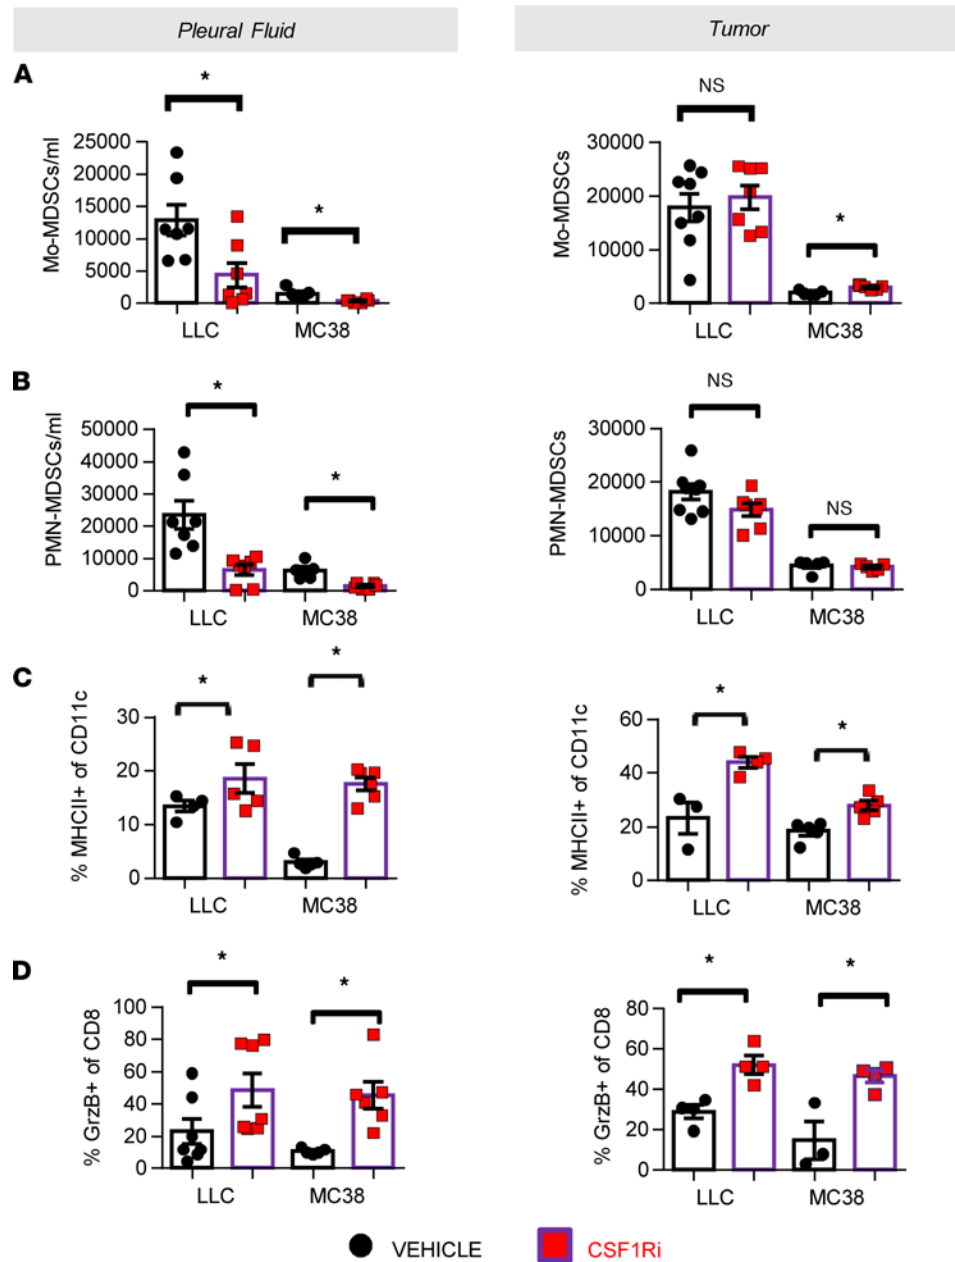 Pleural Fluid
Tumor
A
*
*
Mo-MDSCs/ml
25000
20000
15000
10000
5000
0
LLC
MC38
NS
*
Mo-MDSCs
30000
20000
10000
0
LLC
MC38
B
*
*
PMN-MDSCs/ml
50000
40000
30000
20000
10000
0
LLC
MC38
NS
NS
PMN-MDSCs
30000
20000
10000
0
LLC
MC38
C
*
*
% MHCII+ of CD11c
30
20
10
0
LLC
MC38
*
*
% MHCII+ of CD11c
60
40
20
0
LLC
MC38
D
*
*
% GrzB+ of CD8
100
80
60
40
20
0
LLC
MC38
*
*
% GrzB+ of CD8
80
60
40
20
0
LLC
MC38
VEHICLE
CSF1Ri